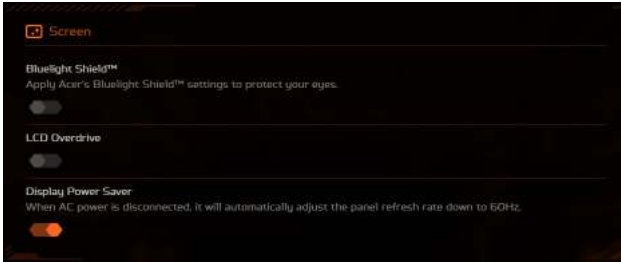 Screen
Bluelight Shield™
Apply Acer's Bluelight Shield™ settings to protect your eyes.
LCD Overdrive
Display Power Saver
When AC power is disconnected, it will automatically adjust the panel refresh rate down to 60Hz.